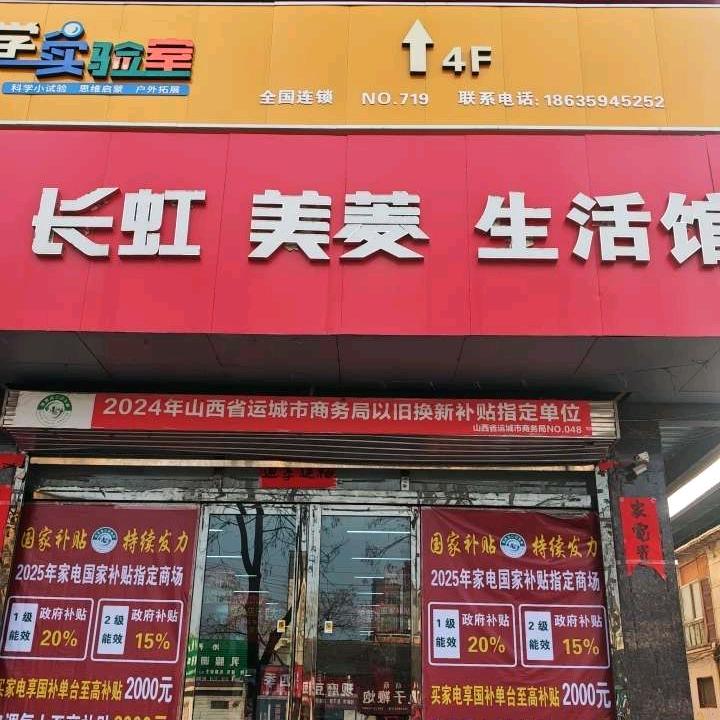 学实验室
科学小试验 思维启蒙 户外拓展
4F
全国连锁 NO.719 联系电话: 18635945252
长虹 美菱 生活馆
2024年山西省运城市商务局以旧换新补贴指定单位
山西省运城市商务局NO.048
国家补贴 持续发力
2025年家电国家补贴指定商场
1级能效 政府补贴 20%
2级能效 政府补贴 15%
买家电享国补单台至高补贴 2000元
国家补贴 持续发力
2025年家电国家补贴指定商场
1级能效 政府补贴 20%
2级能效 政府补贴 15%
买家电享国补单台至高补贴 2000元